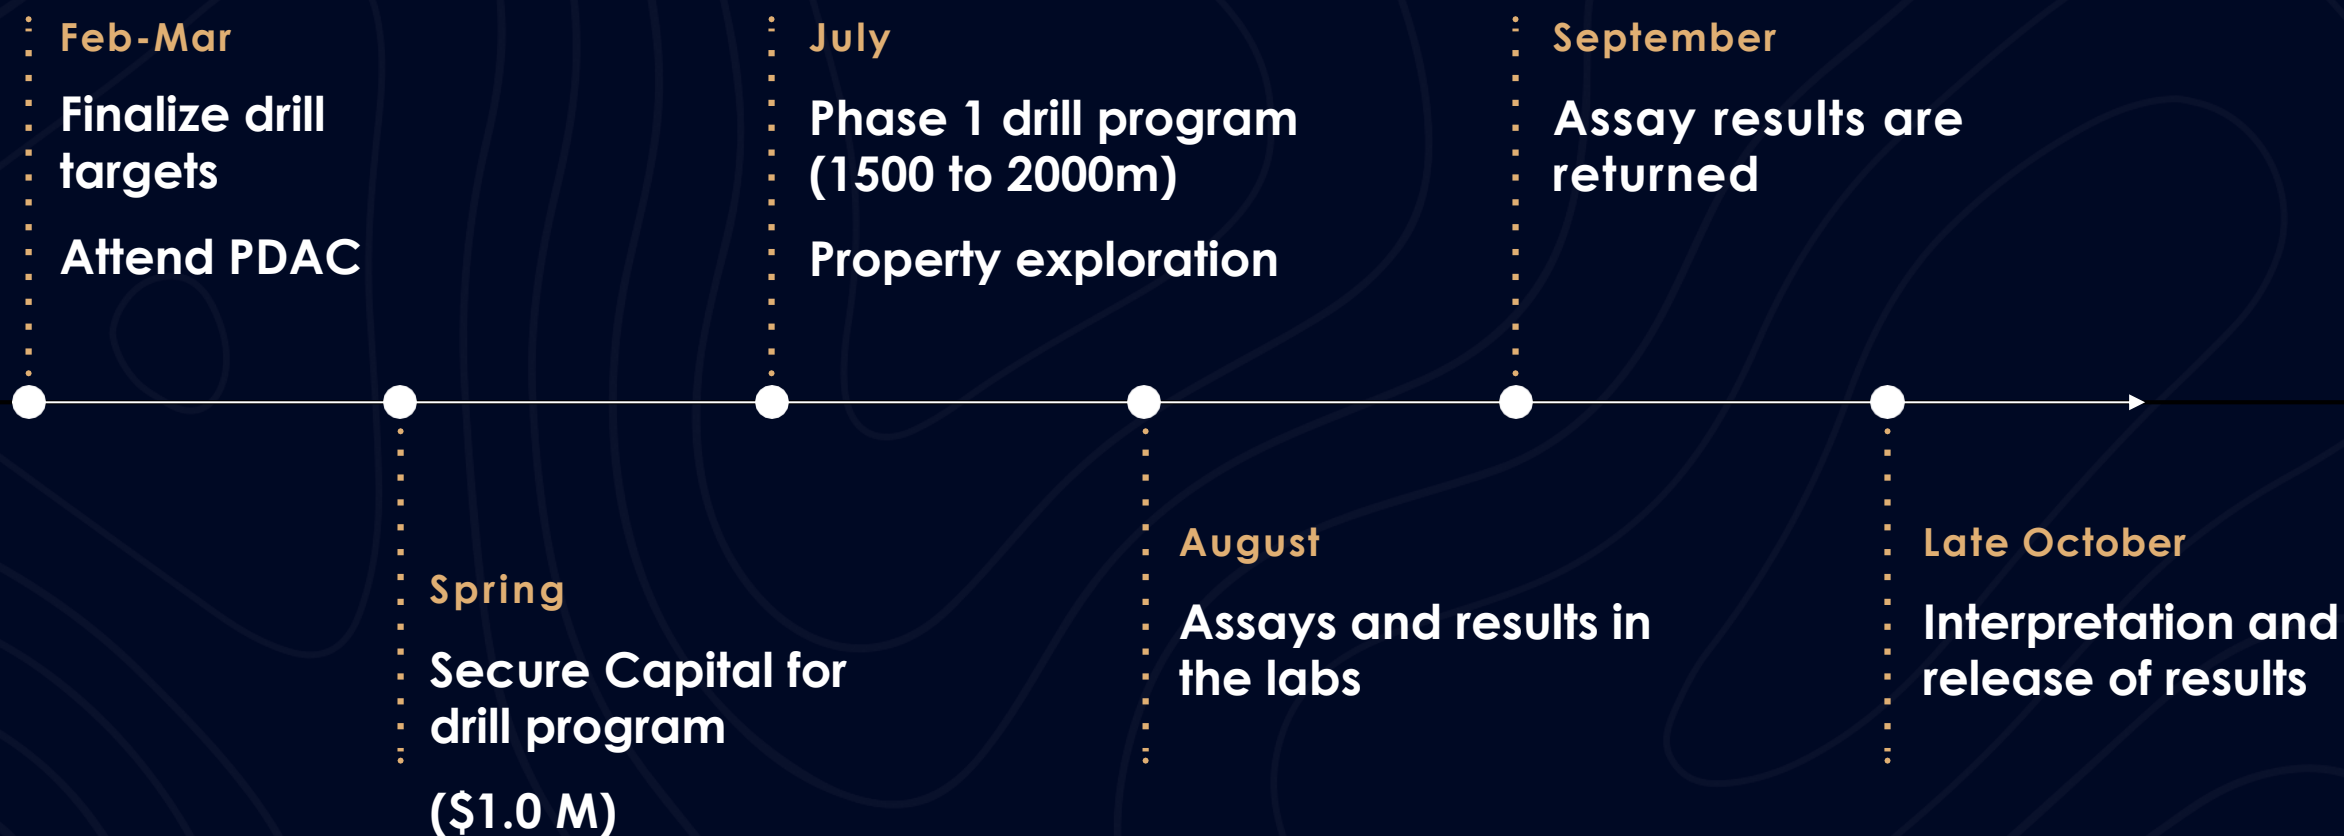 Feb-Mar
Finalize drill
targets
Attend PDAC
Spring
Secure Capital for
drill program
($1.0 M)
July
Phase 1 drill program
(1500 to 2000m)
Property exploration
August
Assays and results in
the labs
September
Assay results are
returned
Late October
Interpretation and
release of results